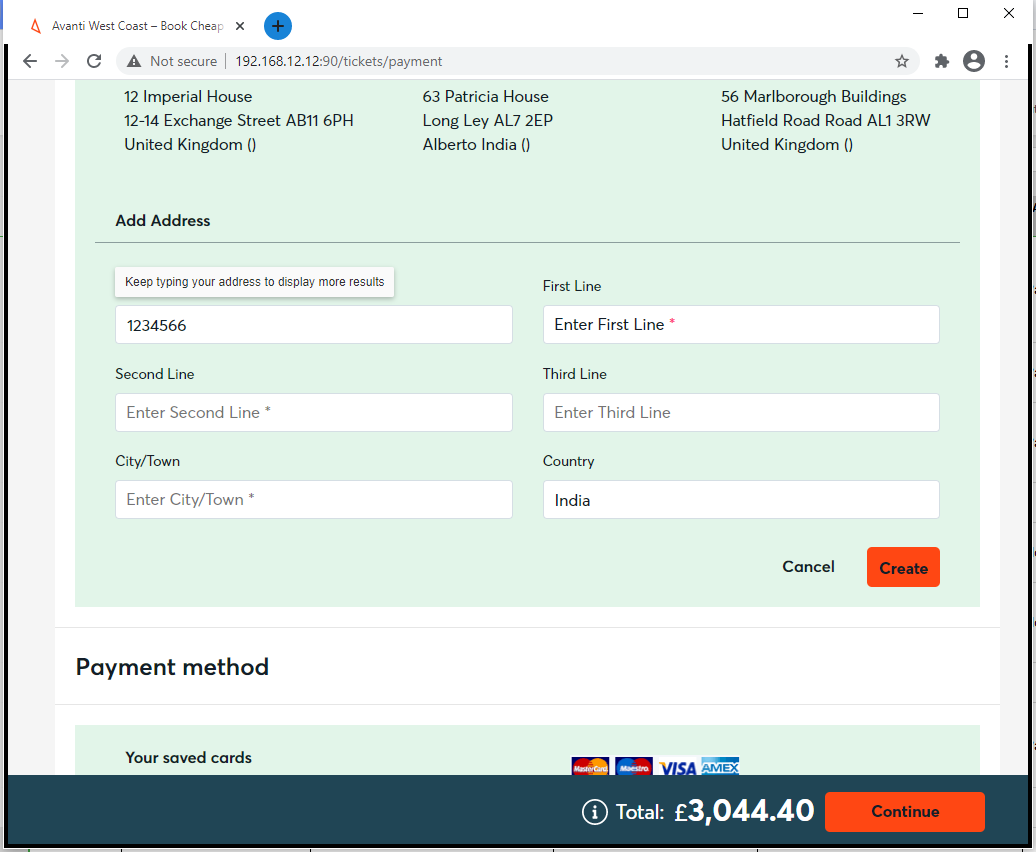 Avanti West Coast – Book Cheap
Not secure | 192.168.12.12:90/tickets/payment
12 Imperial House
12-14 Exchange Street AB11 6PH
United Kingdom ()
63 Patricia House
Long Ley AL7 2EP
Alberto India ()
56 Marlborough Buildings
Hatfield Road Road AL1 3RW
United Kingdom ()
Add Address
Keep typing your address to display more results
1234566
First Line
Enter First Line *
Second Line
Enter Second Line *
Third Line
Enter Third Line
City/Town
Enter City/Town *
Country
India
Cancel
Create
Payment method
Your saved cards
MasterCard
Maestro
VISA
AMEX
Total: £3,044.40
Continue